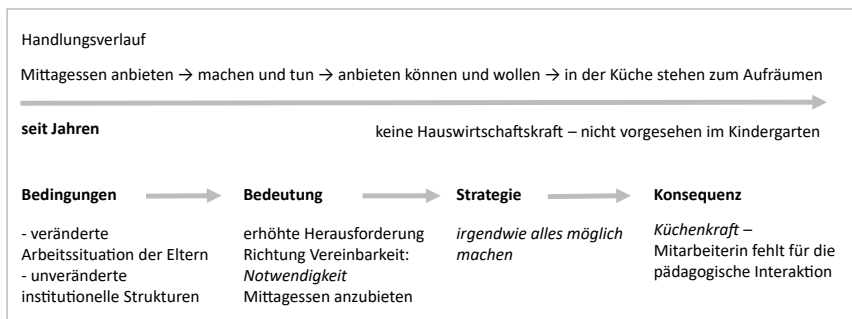 Handlungsverlauf
Mittagessen anbieten → machen und tun → anbieten können und wollen → in der Küche stehen zum Aufräumen
seit Jahren
keine Hauswirtschaftskraft – nicht vorgesehen im Kindergarten
Bedingungen
- veränderte
Arbeitssituation der Eltern
- unveränderte
institutionelle Strukturen
Bedeutung
erhöhte Herausforderung
Richtung Vereinbarkeit:
Notwendigkeit
Mittagessen anzubieten
Strategie
irgendwie alles möglich
machen
Konsequenz
Küchenkraft –
Mitarbeiterin fehlt für die
pädagogische Interaktion